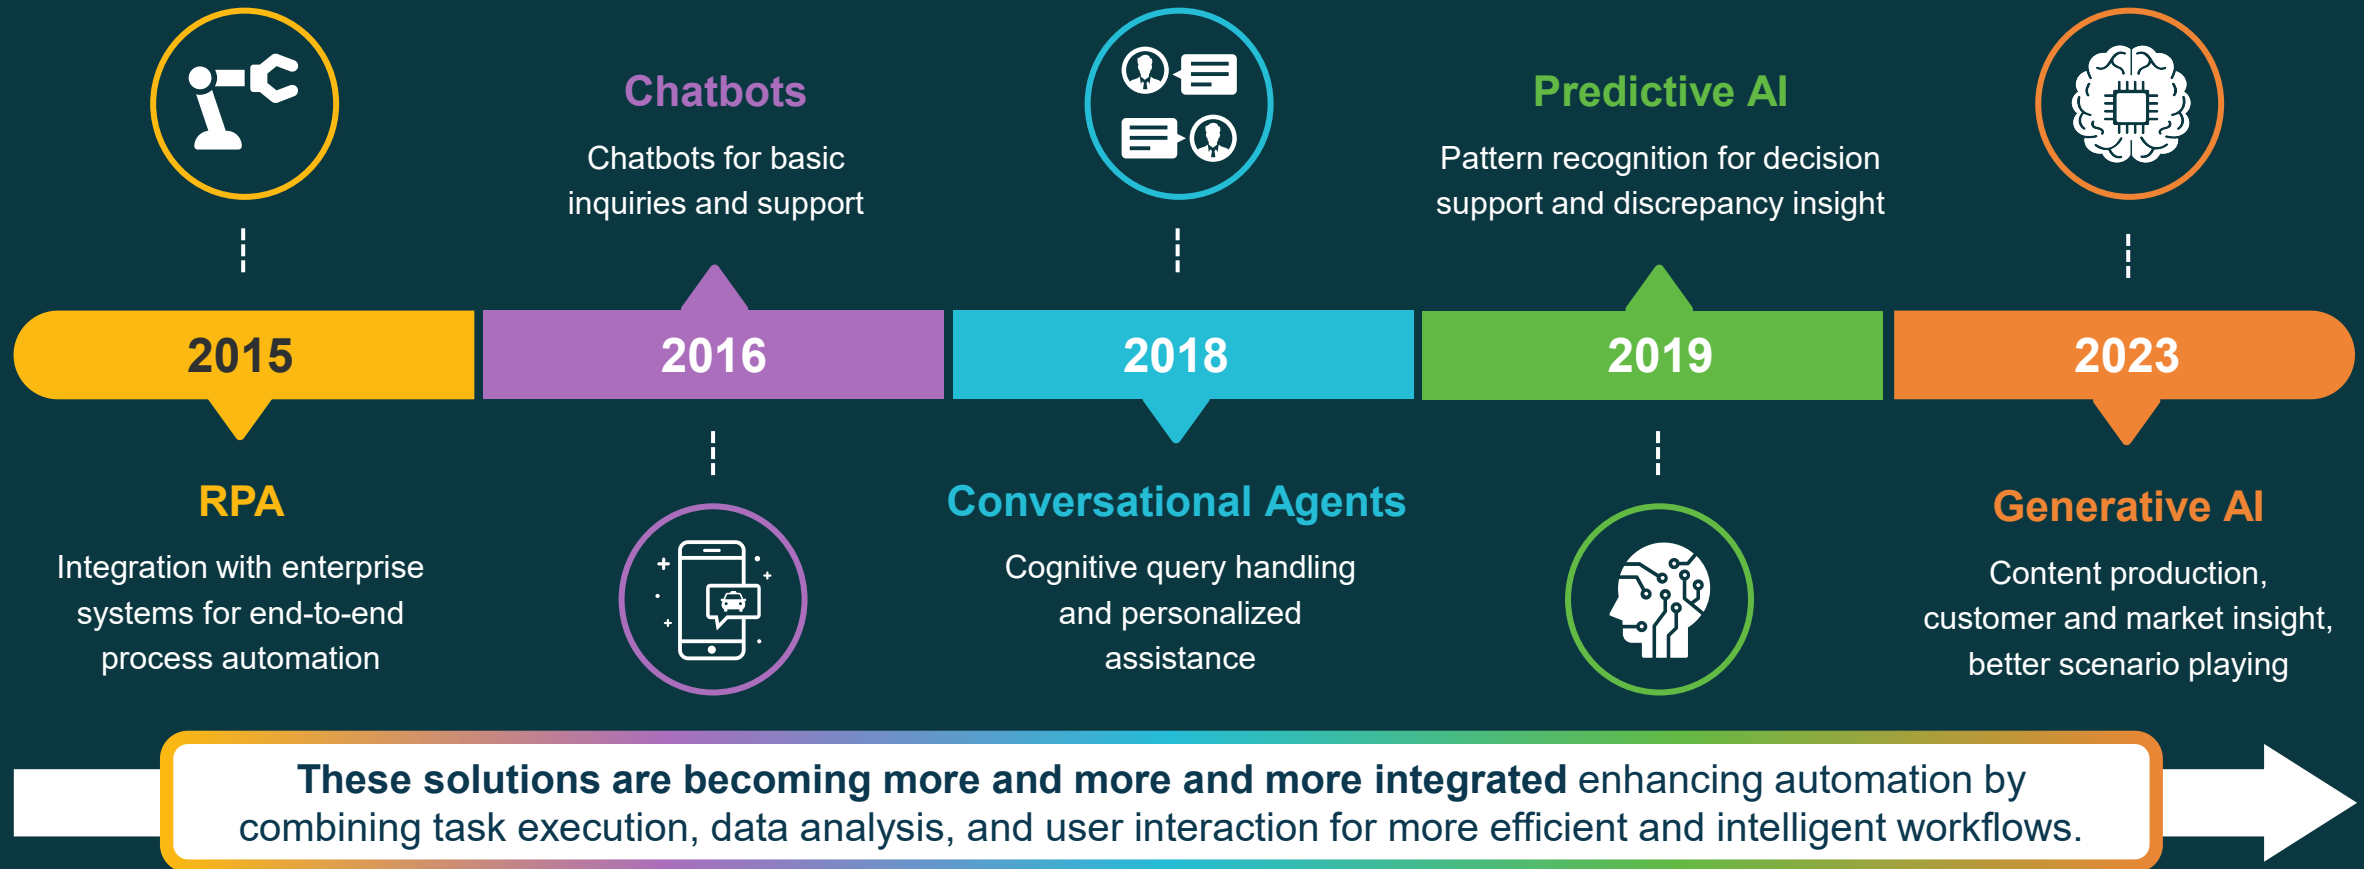 2015
RPA
Integration with enterprise
systems for end-to-end
process automation
Chatbots
Chatbots for basic
inquiries and support
2016
2018
Conversational Agents
Cognitive query handling
and personalized
assistance
Predictive AI
Pattern recognition for decision
support and discrepancy insight
2019
2023
Generative AI
Content production,
customer and market insight,
better scenario playing
These solutions are becoming more and more and more integrated enhancing automation by
combining task execution, data analysis, and user interaction for more efficient and intelligent workflows.